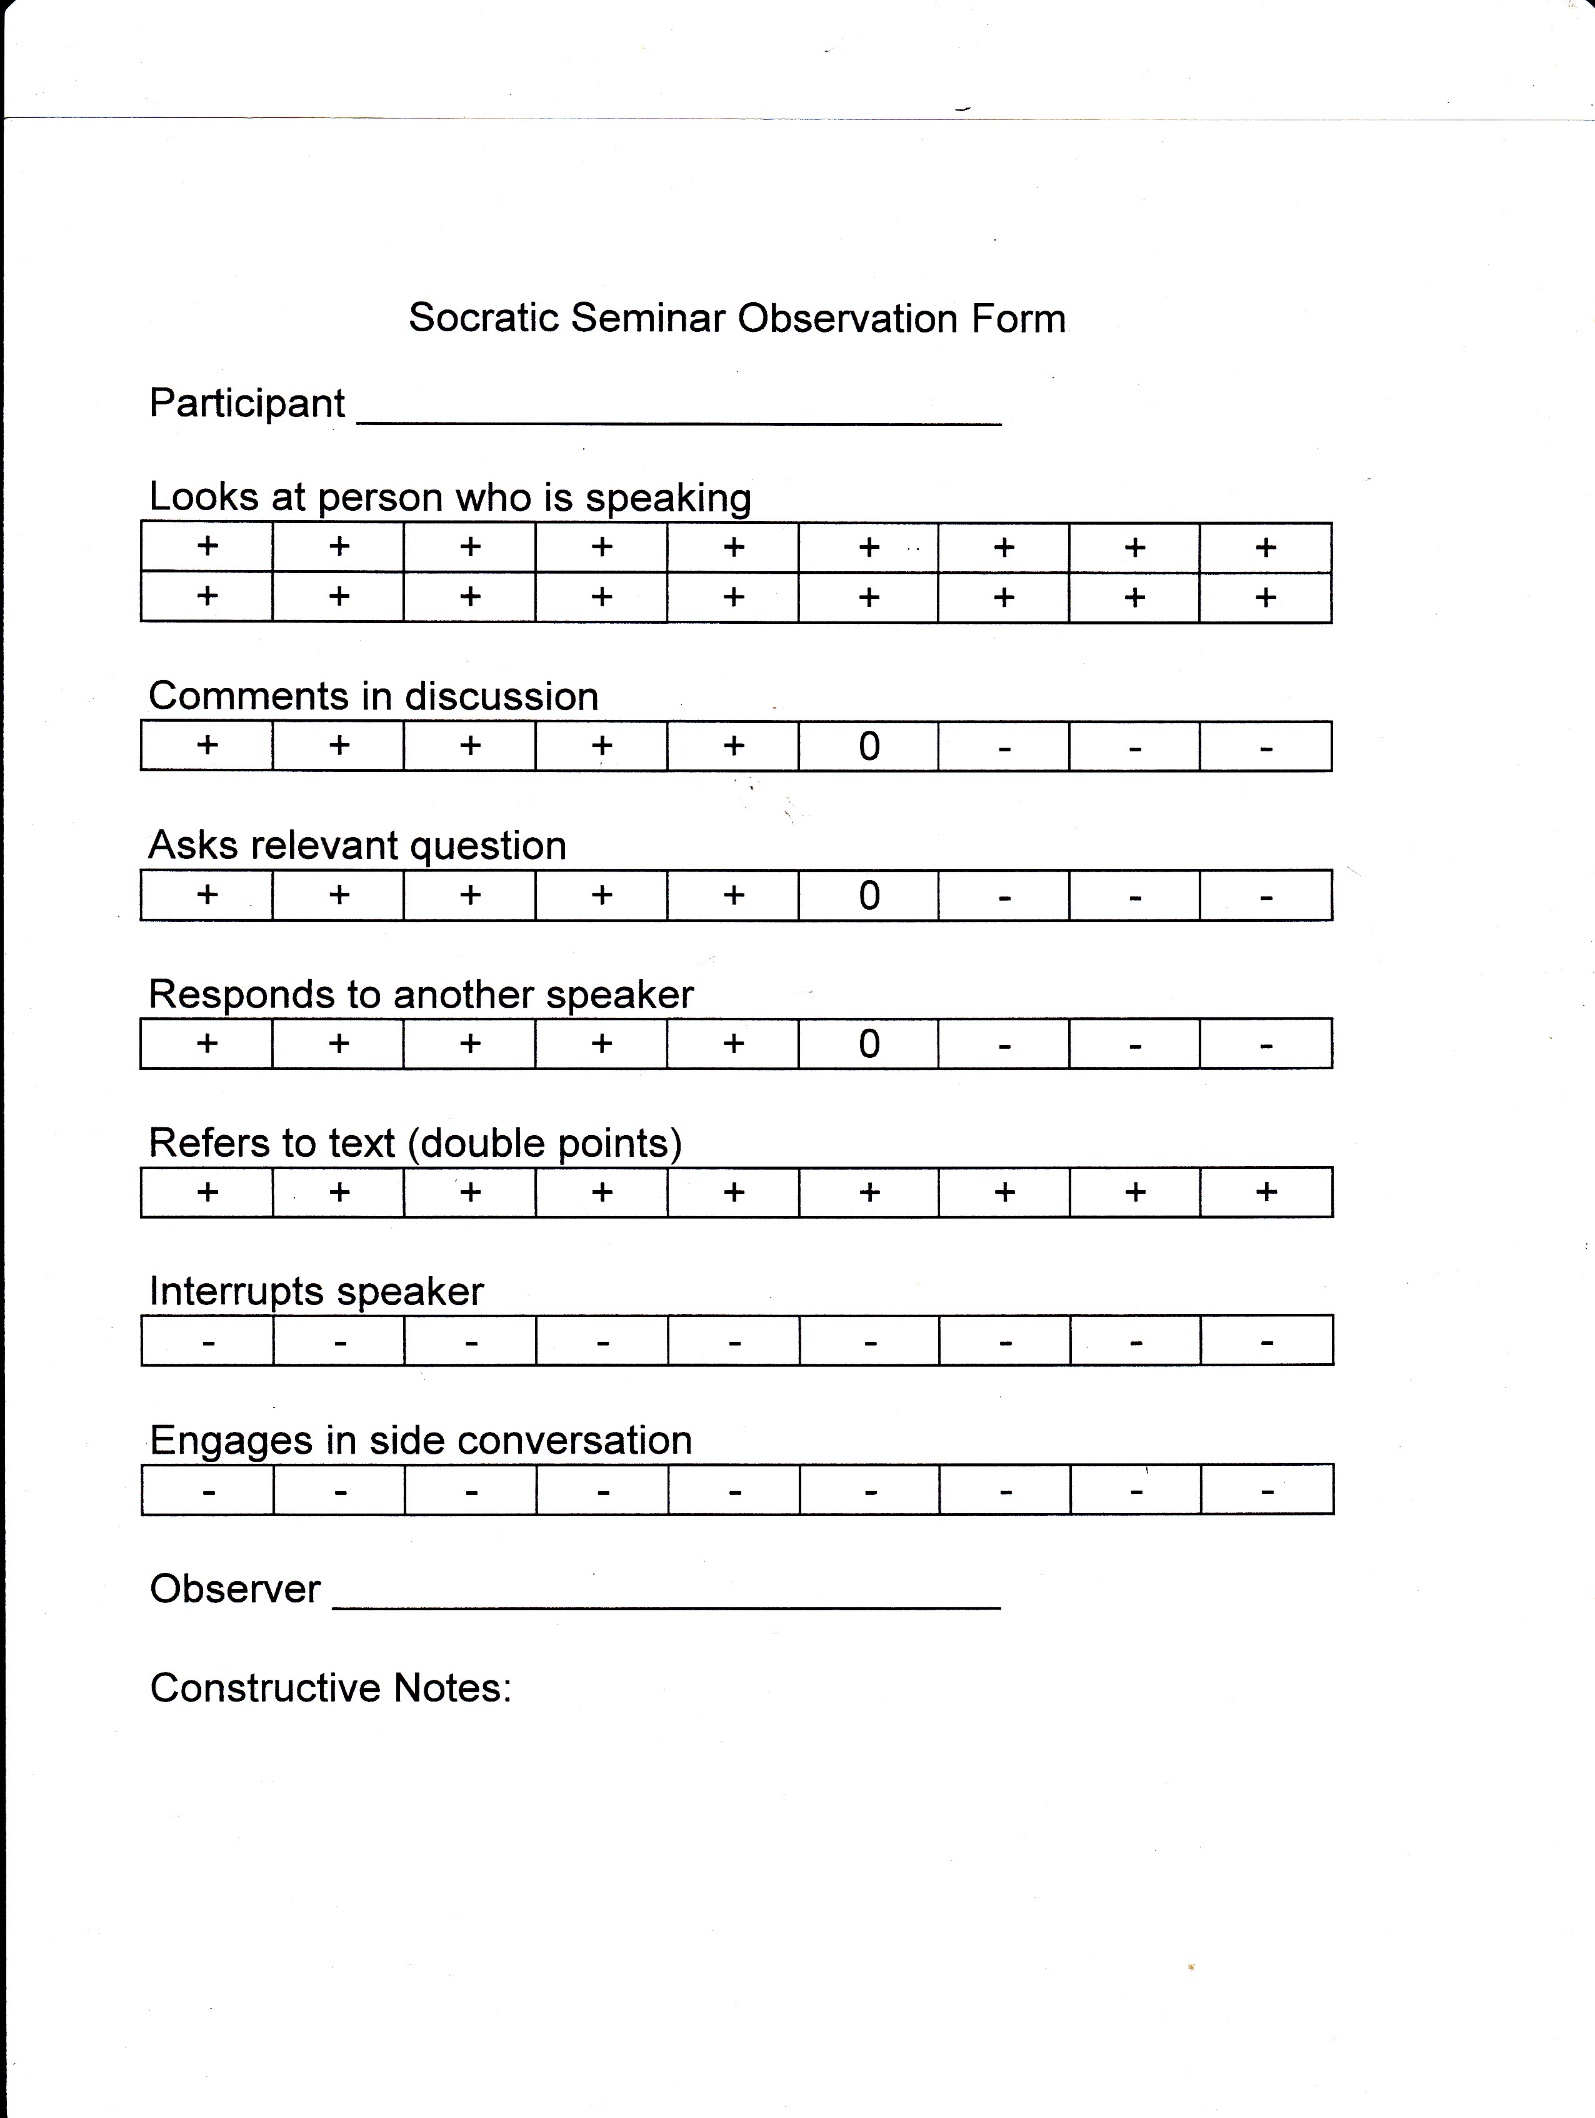 Socratic Seminar Observation Form
Participant ____________________
Looks at person who is speaking
+ + + + + + + + +
+ + + + + + + + +
Comments in discussion
+ + + + + 0 - - -
Asks relevant question
+ + + + + 0 - - -
Responds to another speaker
+ + + + + 0 - - -
Refers to text (double points)
+ + + + + + + + +
Interrupts speaker
- - - - - - - - -
Engages in side conversation
- - - - - - - - -
Observer ____________________
Constructive Notes: